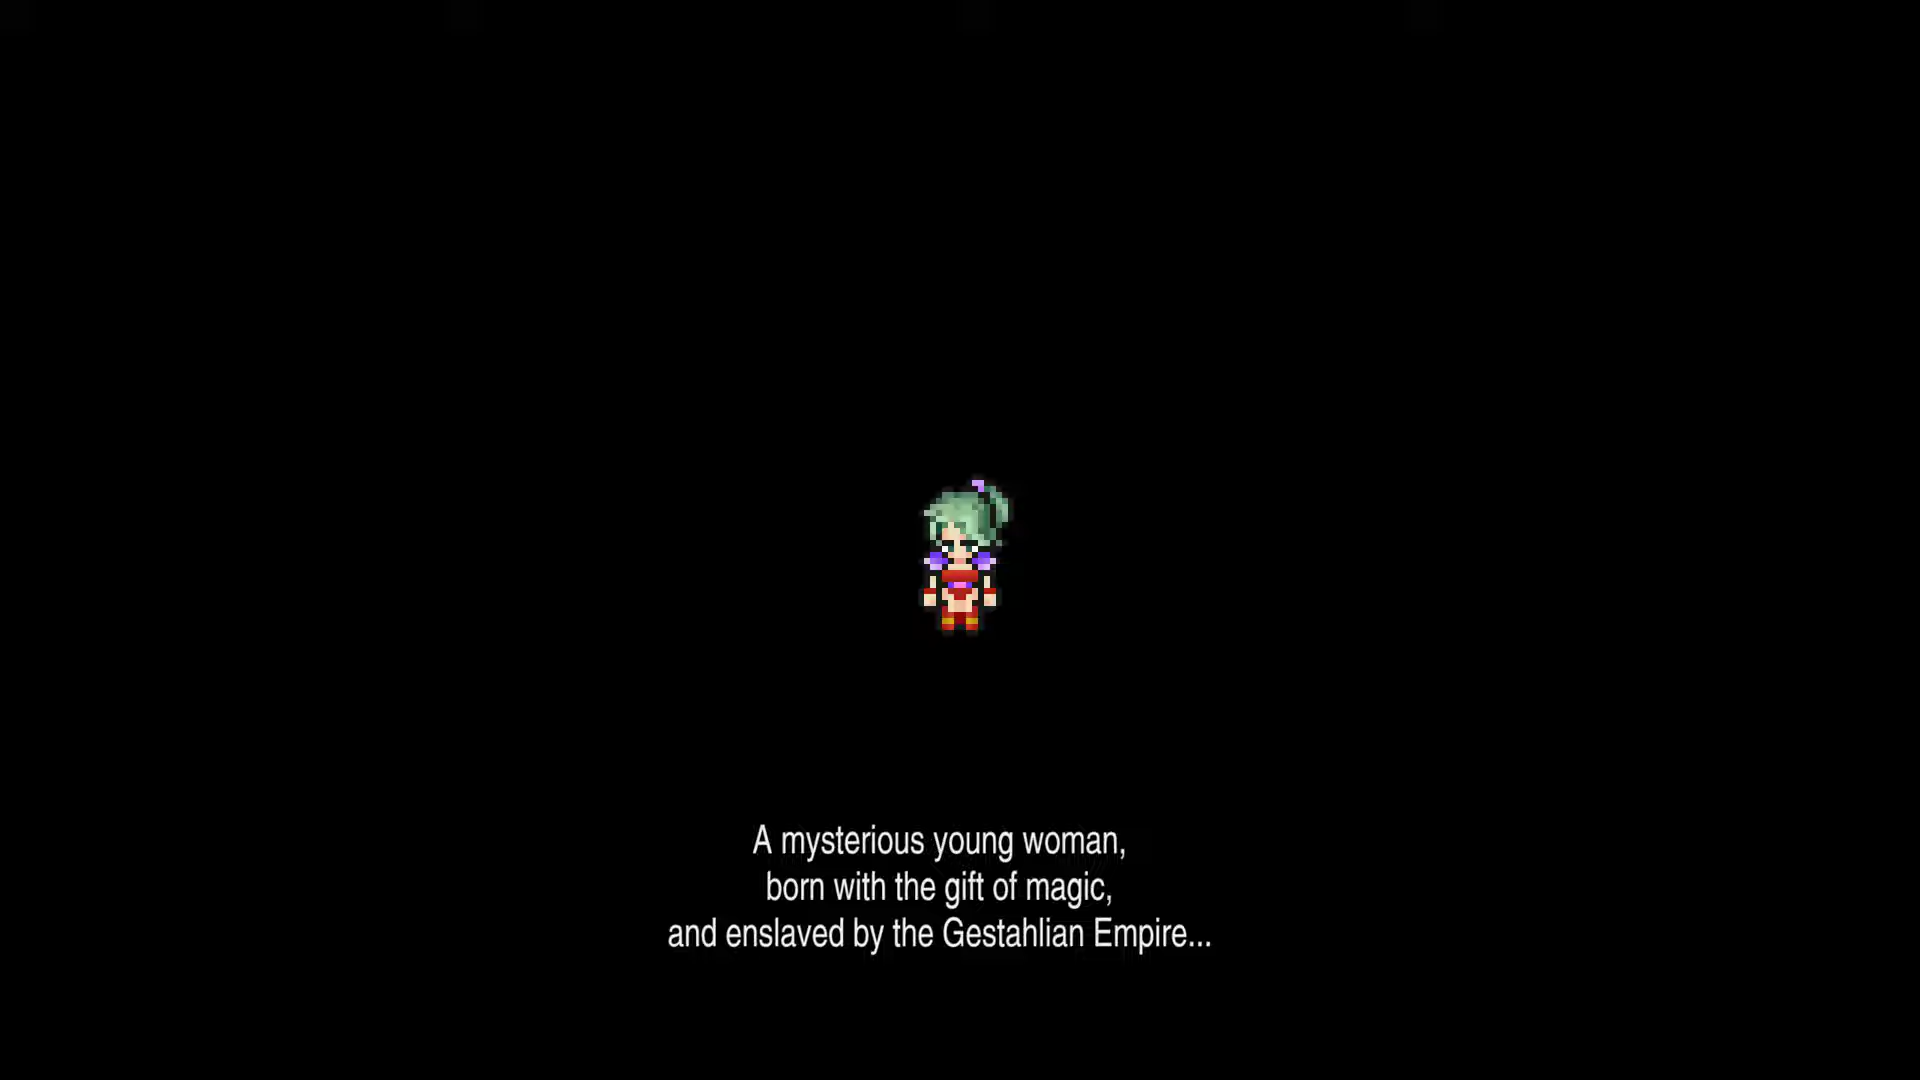 A mysterious young woman,
born with the gift of magic,
and enslaved by the Gestahlian Empire...